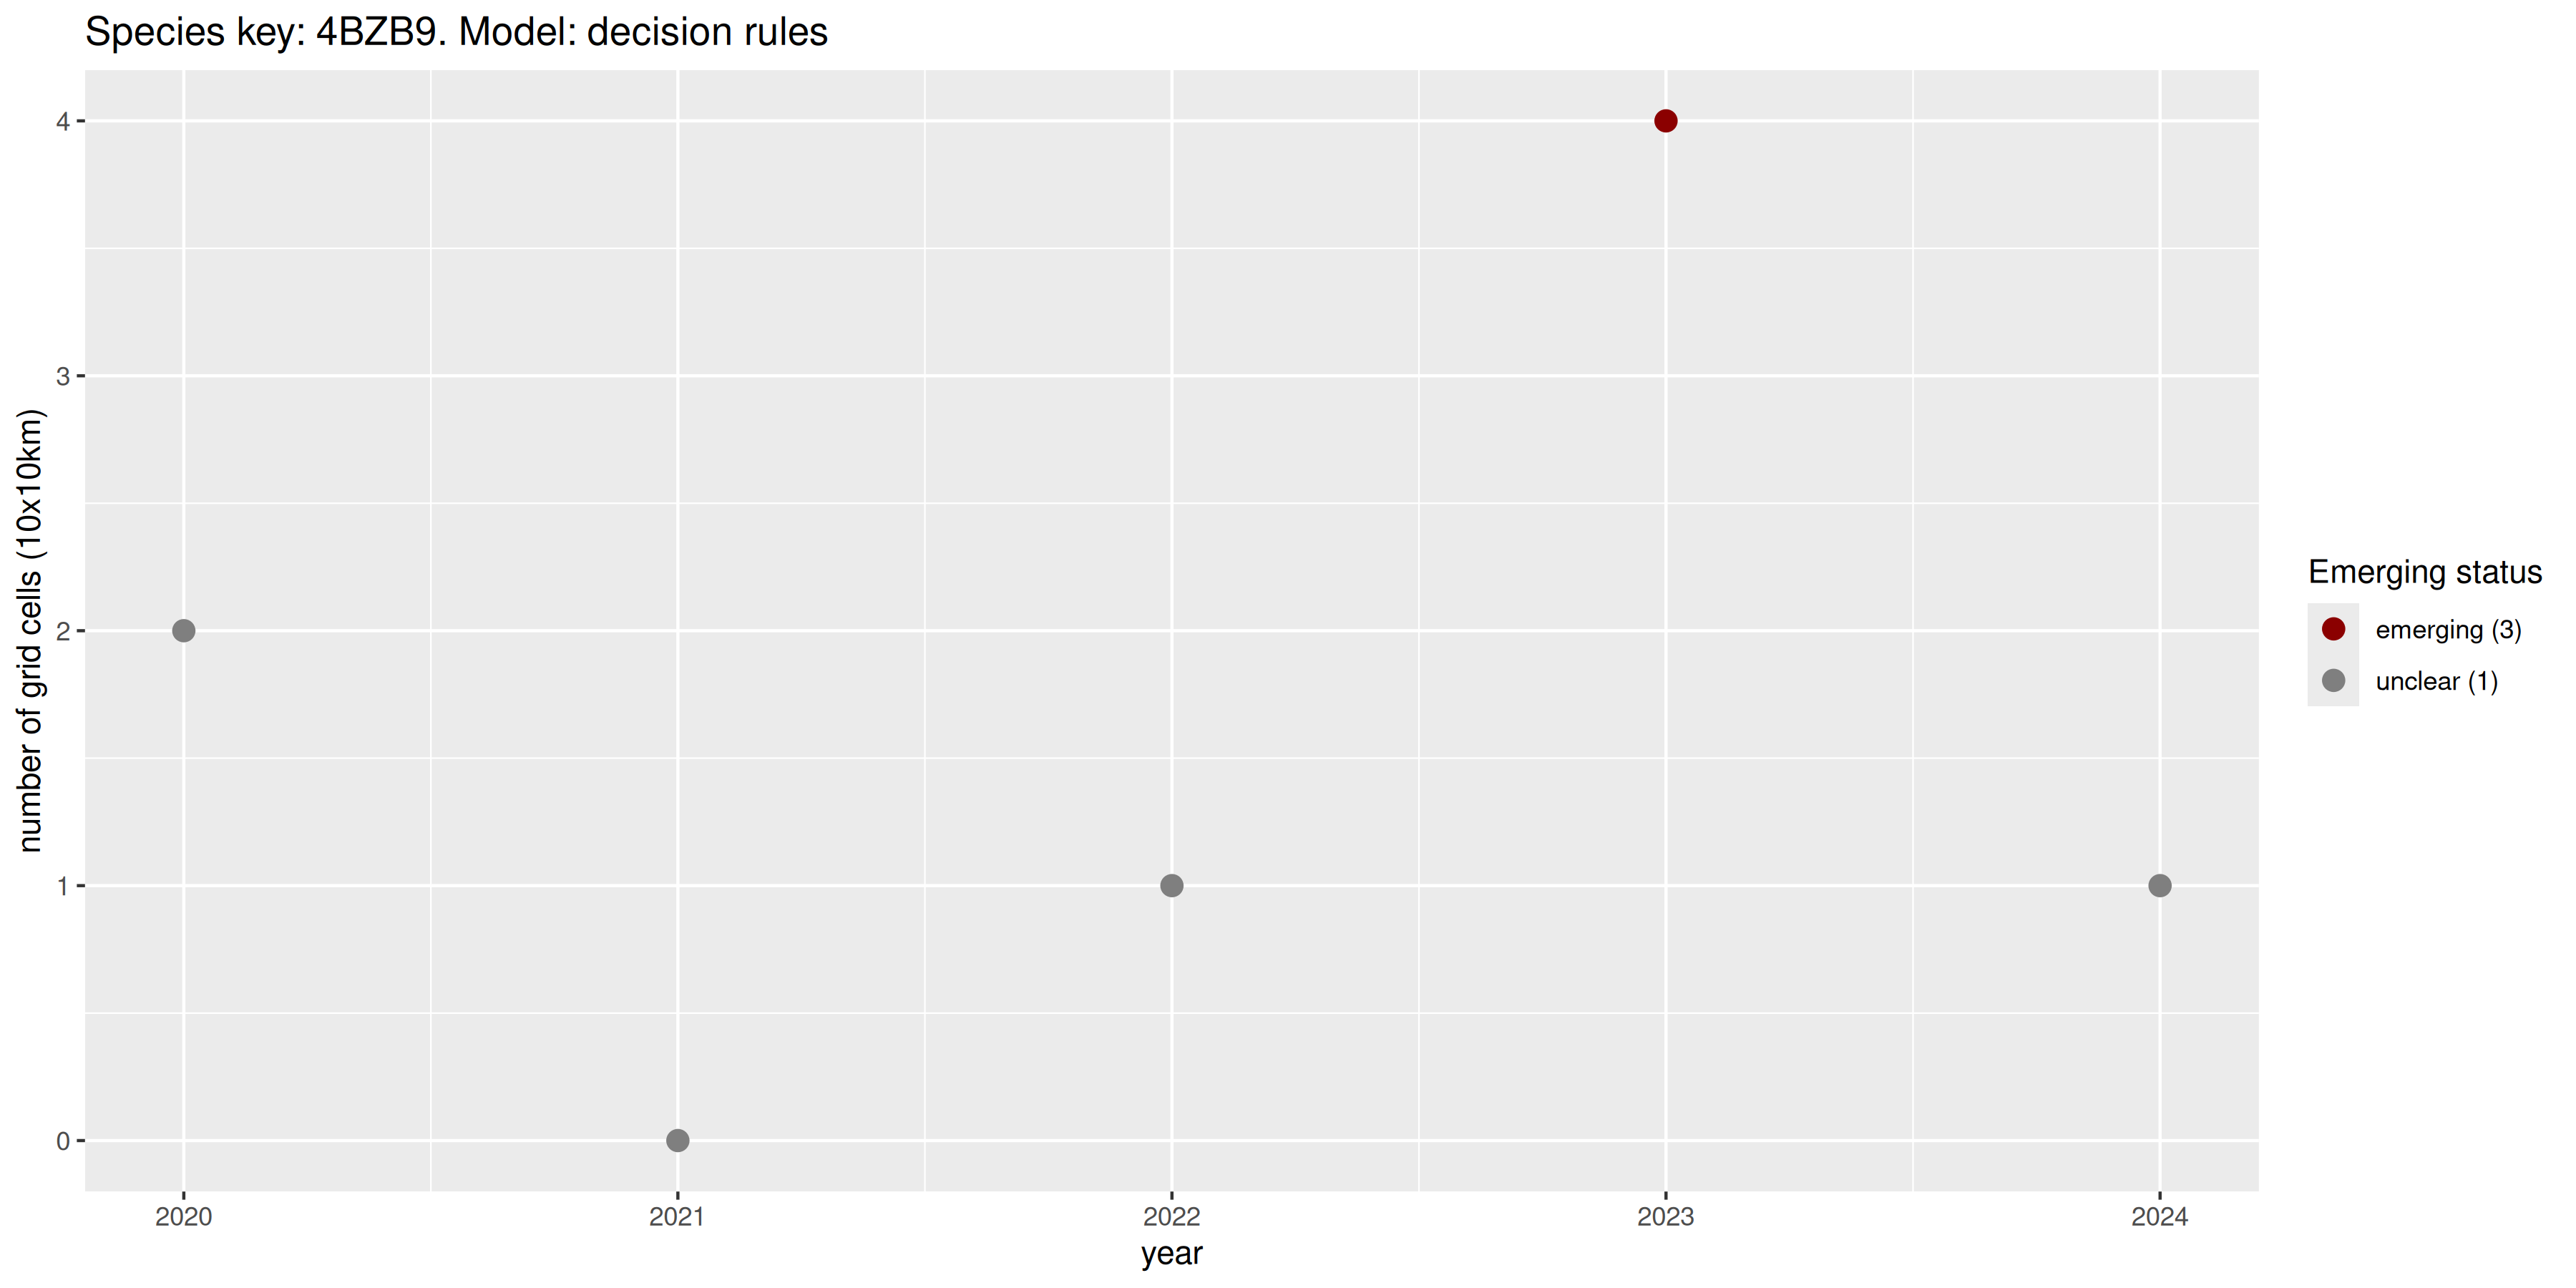 Species key: 4BZB9. Model: decision rules
4
3
2
1
0
number of grid cells (10x10km)
2020
2021
2022
2023
2024
year
Emerging status
emerging (3)
unclear (1)